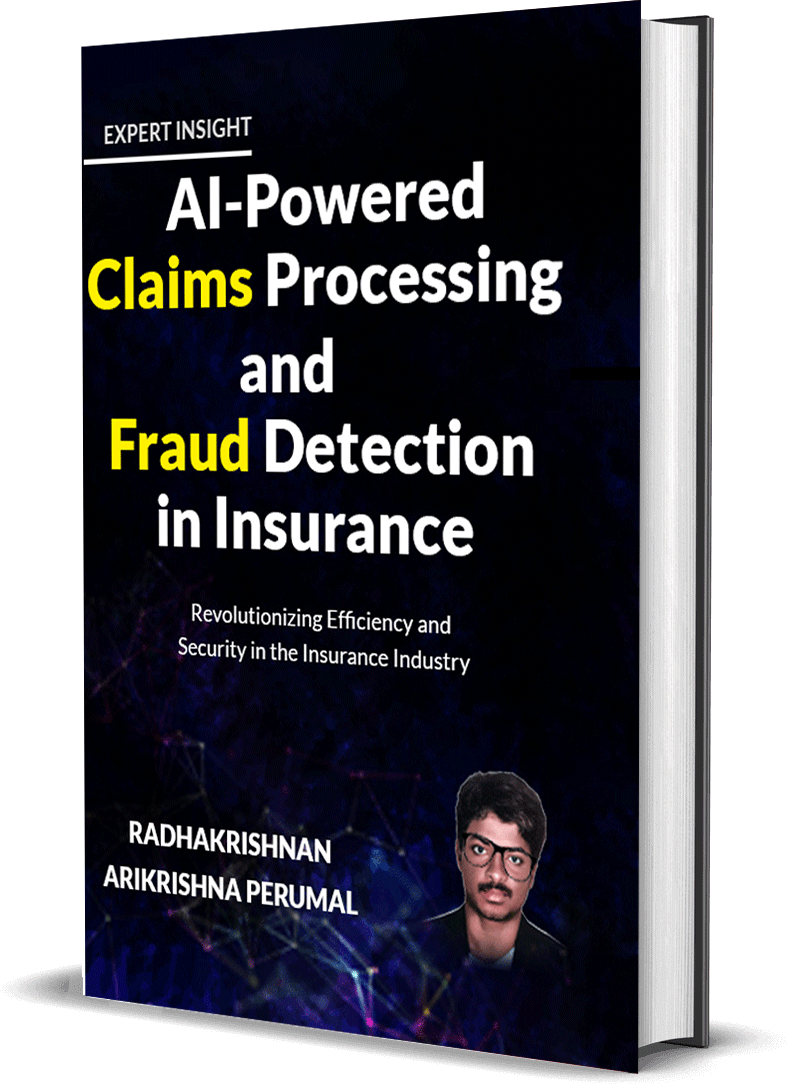 EXPERT INSIGHT
AI-Powered
Claims Processing
and
Fraud Detection
in Insurance
Revolutionizing Efficiency and
Security in the Insurance Industry
RADHAKRISHNAN
ARIKRISHNA PERUMAL